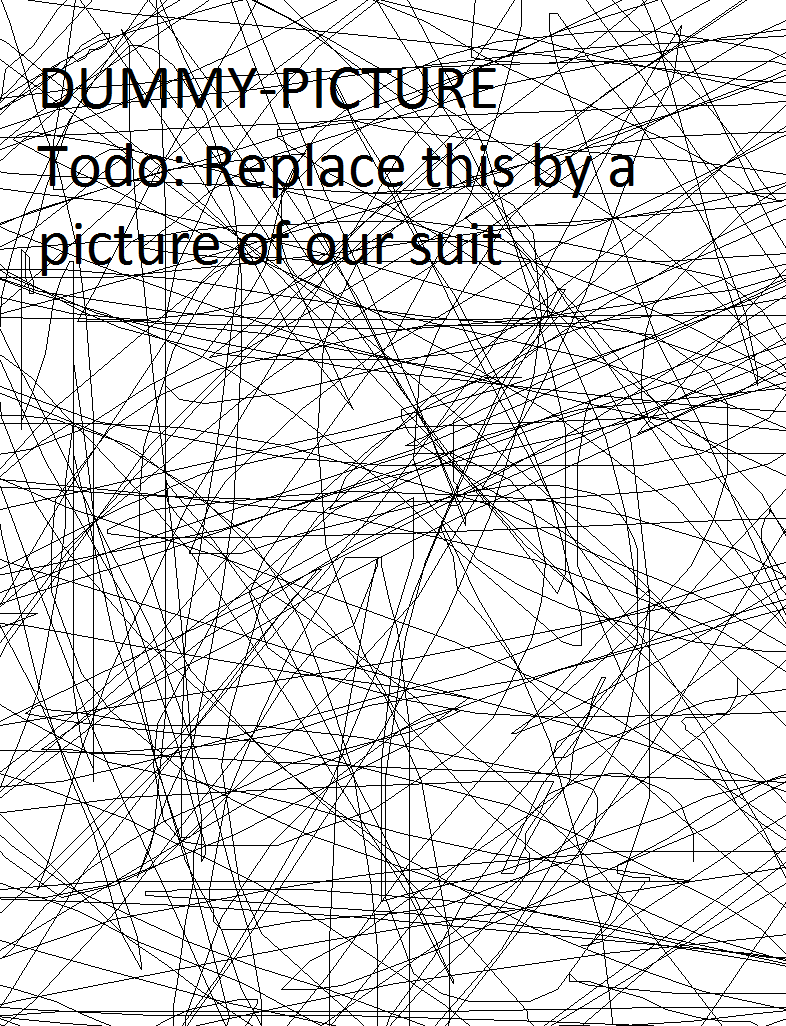 DUMMY-PICTURE
Todo: Replace this by a
picture of our suit